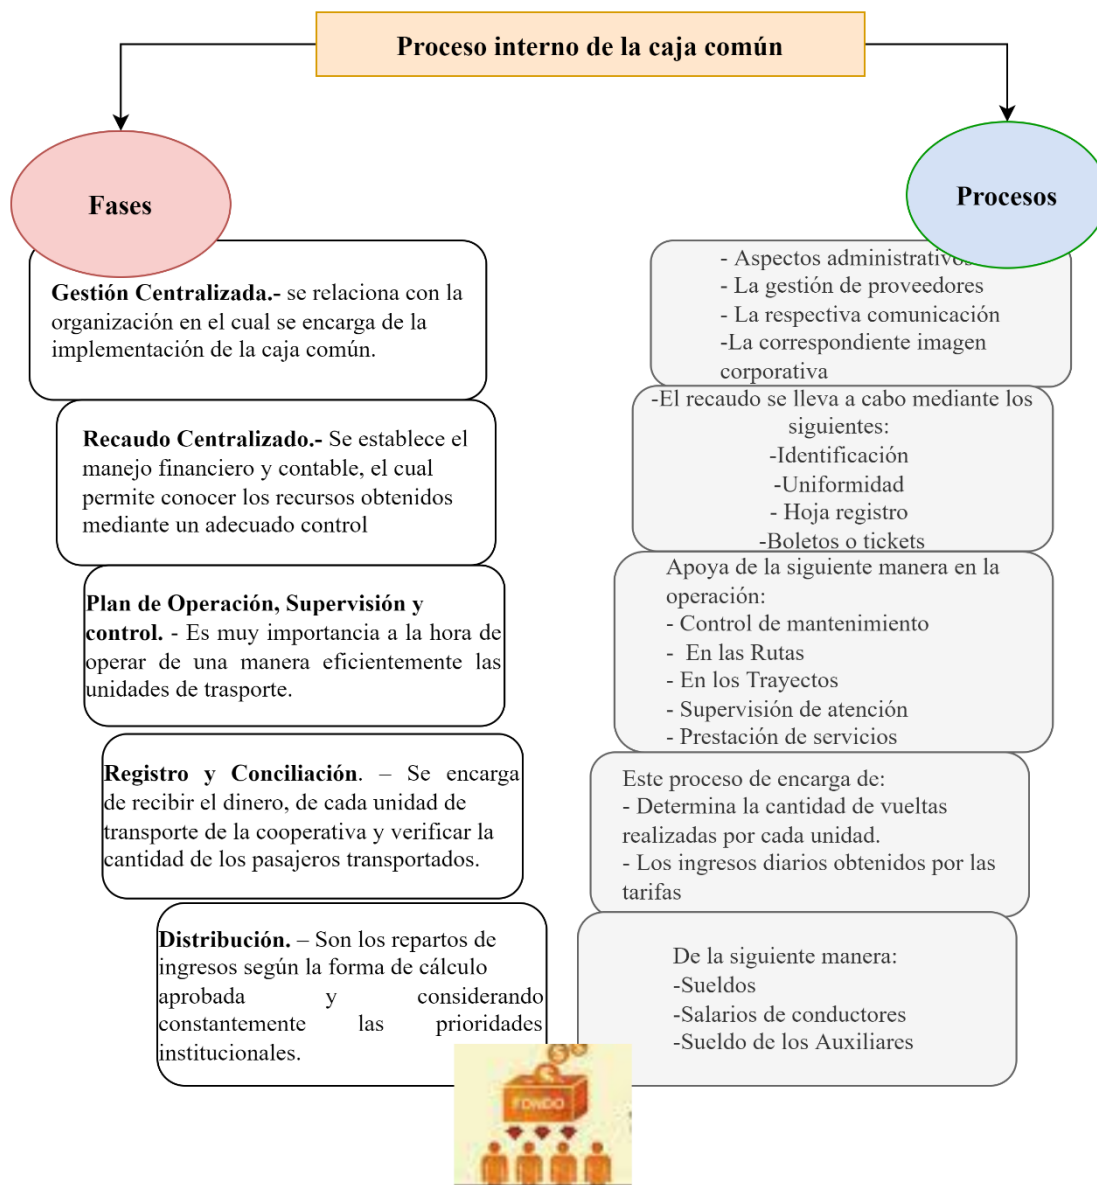 Proceso interno de la caja común
Fases
Gestión Centralizada.- se relaciona con la
organización en el cual se encarga de la
implementación de la caja común.
Recaudo Centralizado.- Se establece el
manejo financiero y contable, el cual
permite conocer los recursos obtenidos
mediante un adecuado control
Plan de Operación, Supervisión y
control. - Es muy importancia a la hora de
operar de una manera eficientemente las
unidades de trasporte.
Registro y Conciliación. – Se encarga
de recibir el dinero, de cada unidad de
transporte de la cooperativa y verificar la
cantidad de los pasajeros transportados.
Distribución. – Son los repartos de
ingresos según la forma de cálculo
aprobada y considerando
constantemente las prioridades
institucionales.
Procesos
- Aspectos administrativos.
- La gestión de proveedores
- La respectiva comunicación
-La correspondiente imagen
corporativa
-El recaudo se lleva a cabo mediante los
siguientes:
-Identificación
-Uniformidad
- Hoja registro
-Boletos o tickets
Apoya de la siguiente manera en la
operación:
- Control de mantenimiento
- En las Rutas
- En los Trayectos
- Supervisión de atención
- Prestación de servicios
Este proceso de encarga de:
- Determina la cantidad de vueltas
realizadas por cada unidad.
- Los ingresos diarios obtenidos por las
tarifas
De la siguiente manera:
-Sueldos
-Salarios de conductores
-Sueldo de los Auxiliares
FONDO